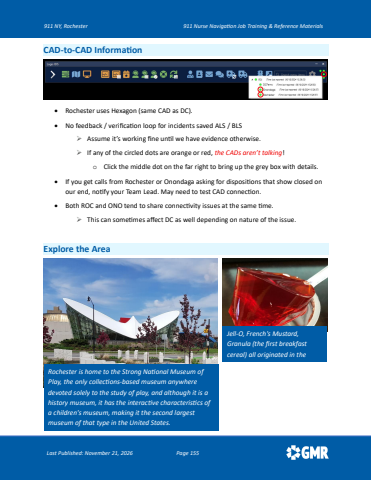 911 NY, Rochester 911 Nurse Navigation Job Training & Reference Materials
CAD-to-CAD Information
• Rochester uses Hexagon (same CAD as DC).
• No feedback / verification loop for incidents saved ALS / BLS
➢ Assume it's working fine until we have evidence otherwise.
➢ If any of the circled dots are orange or red, the CADs aren't talking!
o Click the middle dot on the far right to bring up the grey box with details.
• If you get calls from Rochester or Onondaga asking for dispositions that show closed on
our end, notify your Team Lead. May need to test CAD connection.
• Both ROC and ONO tend to share connectivity issues at the same time.
➢ This can sometimes affect DC as well depending on nature of the issue.
Explore the Area
Jell-O, French's Mustard,
Granula (the first breakfast
cereal) all originated in the
Rochester is home to the Strong National Museum of
Play, the only collections-based museum anywhere
devoted solely to the study of play, and although it is a
history museum, it has the interactive characteristics of
a children's museum, making it the second largest
museum of that type in the United States.
Last Published: November 21, 2026 Page 155
GMR